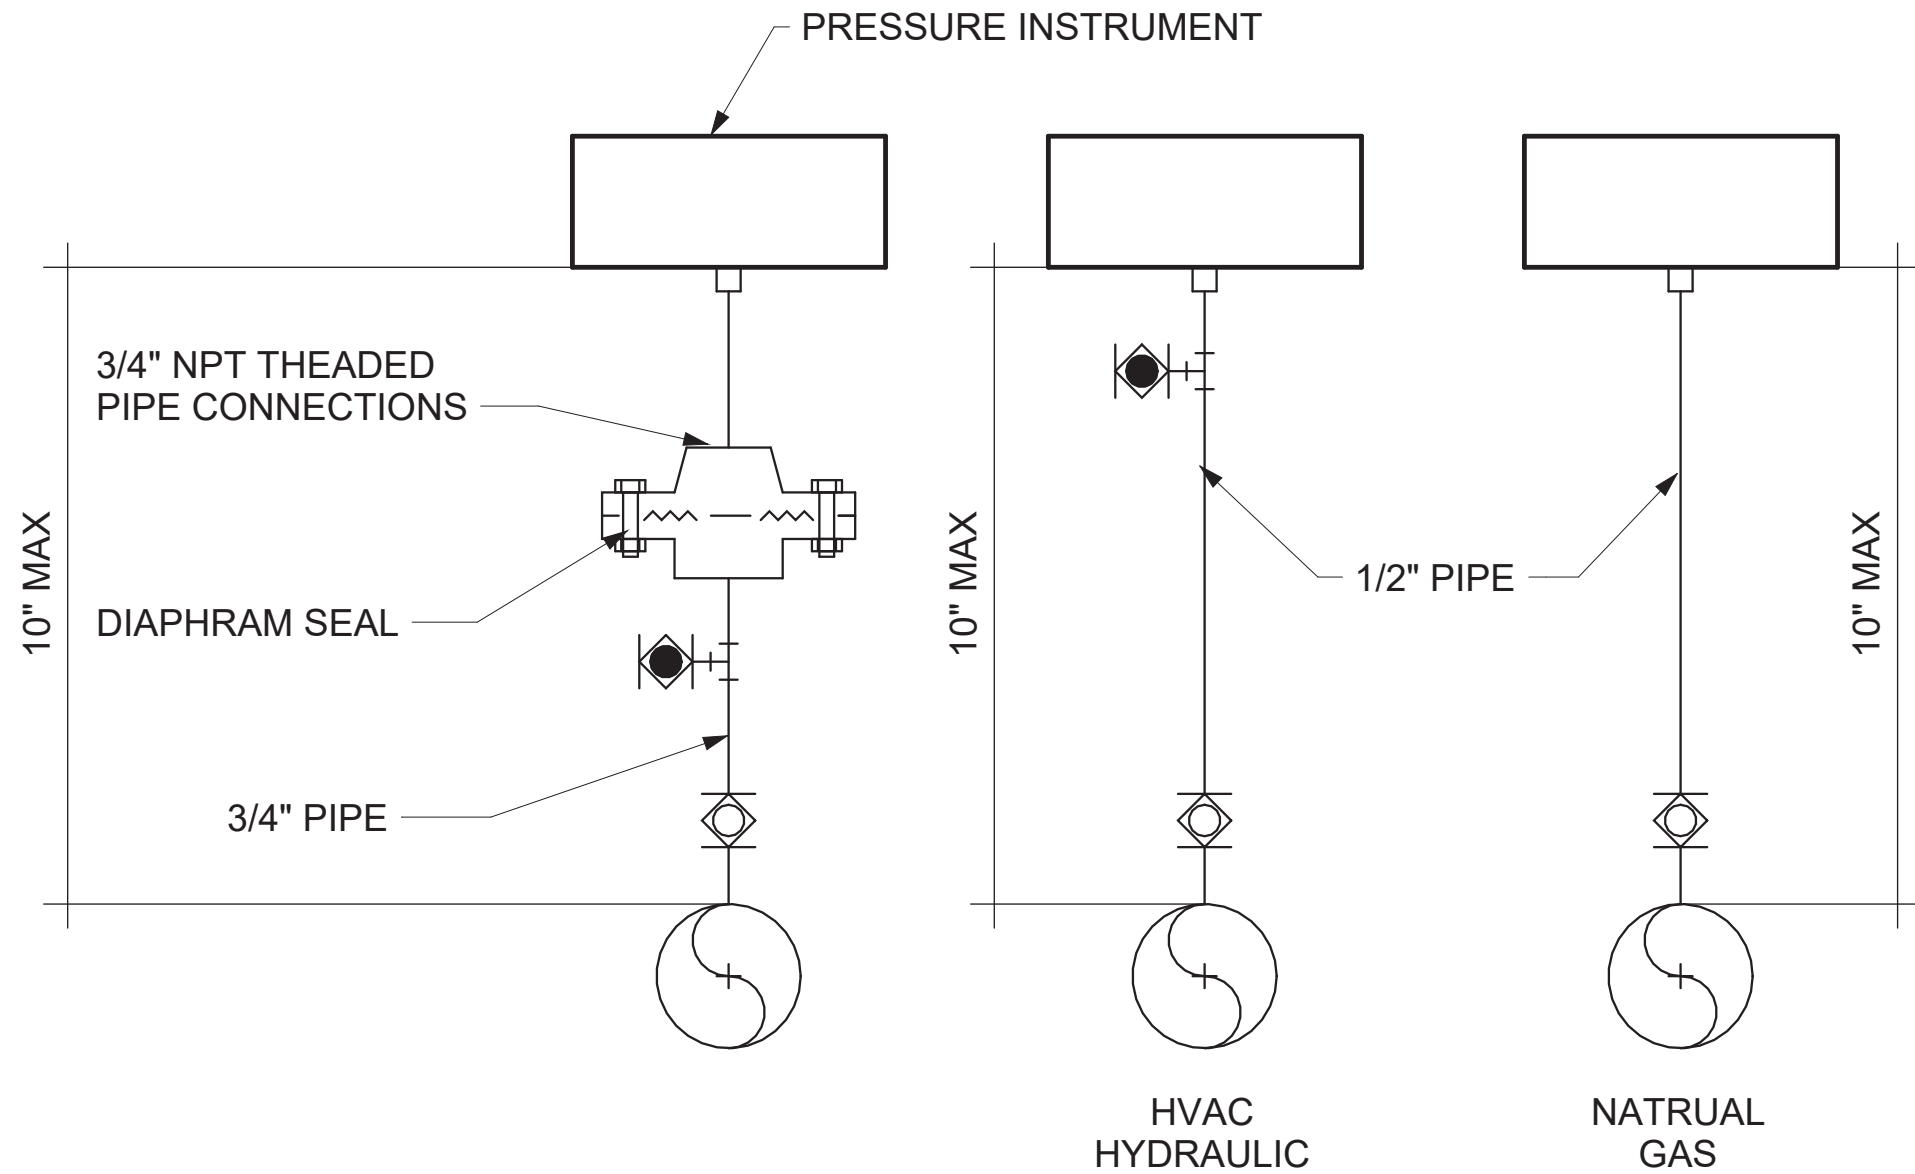 PRESSURE INSTRUMENT
3/4" NPT THEADED
PIPE CONNECTIONS
10" MAX
DIAPHRAM SEAL
3/4" PIPE
10" MAX
1/2" PIPE
10" MAX
HVAC
HYDRAULIC
NATRUAL
GAS